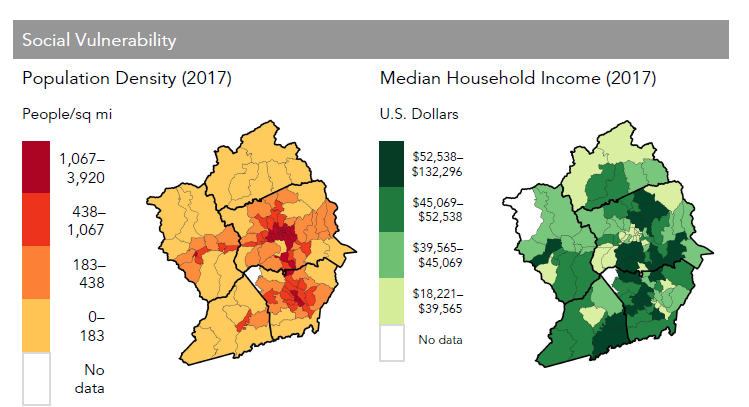 Social Vulnerability
Population Density (2017)
People/sq mi
1,067–
3,920
438–
1,067
183–
438
0–
183
No
data
Median Household Income (2017)
U.S. Dollars
$52,538–
$132,296
$45,069–
$52,538
$39,565–
$45,069
$18,221–
$39,565
No data